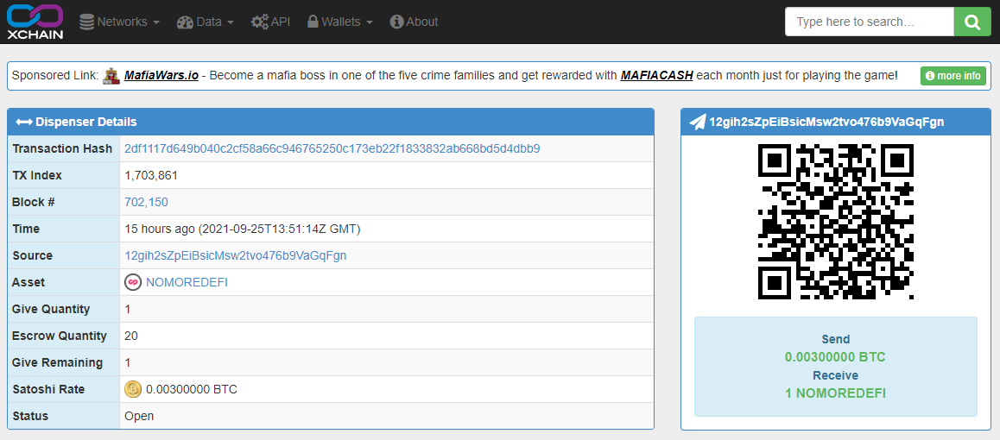 XCHAIN Networks Data API Wallets About Type here to search…
Sponsored Link: MafiaWars.io - Become a mafia boss in one of the five crime families and get rewarded with MAFIACASH each month just for playing the game! more info
Dispenser Details
Transaction Hash 2df1117d649b040c2cf58a66c946765250c173eb22f1833832ab668bd5d4dbb9
TX Index 1,703,861
Block # 702,150
Time 15 hours ago (2021-09-25T13:51:14Z GMT)
Source 12gih2sZpEiBsicMsw2tvo476b9VaGqFgn
Asset NOMOREDEFI
Give Quantity 1
Escrow Quantity 20
Give Remaining 1
Satoshi Rate 0.00300000 BTC
Status Open
12gih2sZpEiBsicMsw2tvo476b9VaGqFgn
Send
0.00300000 BTC
Receive
1 NOMOREDEFI